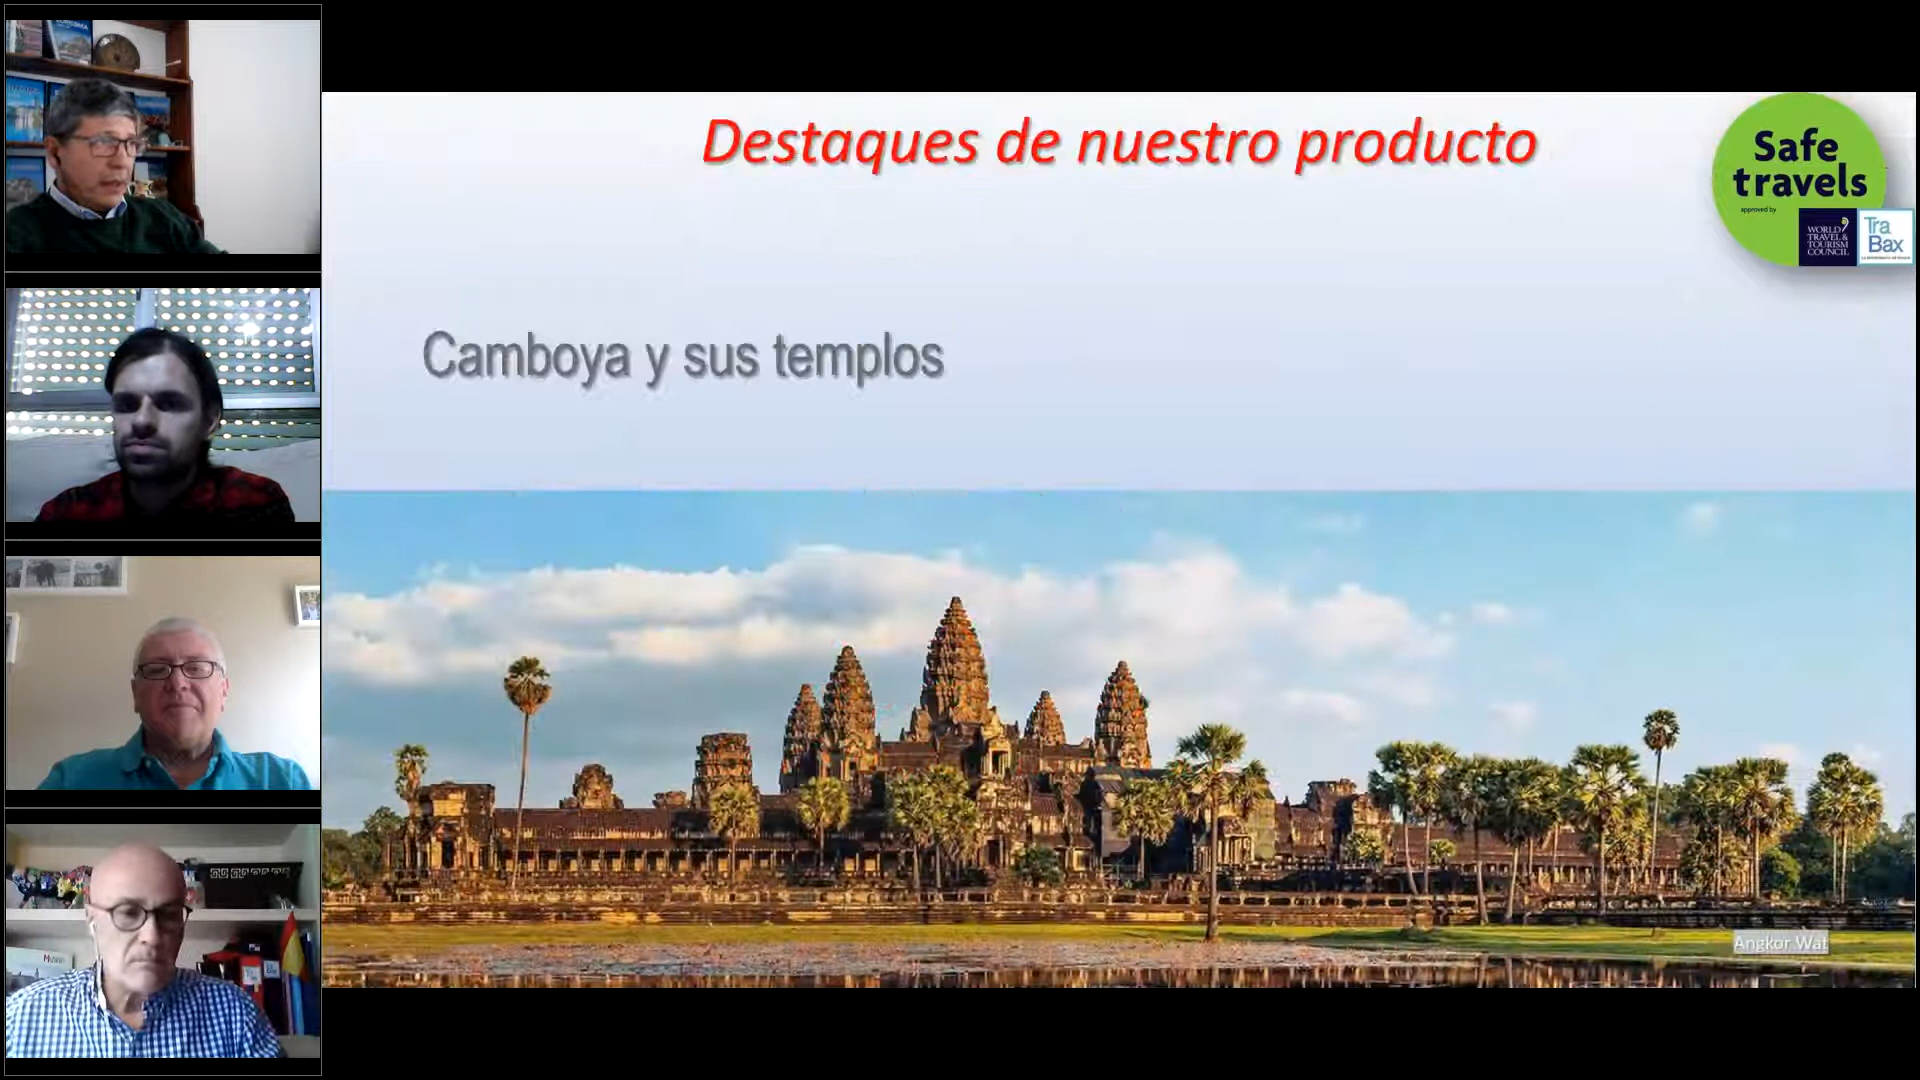 Destaques de nuestro producto
Safe
travels
approved by
WORLD
TRAVEL &
TOURISM
COUNCIL
Tra
Bax
Camboya y sus templos
Angkor Wat